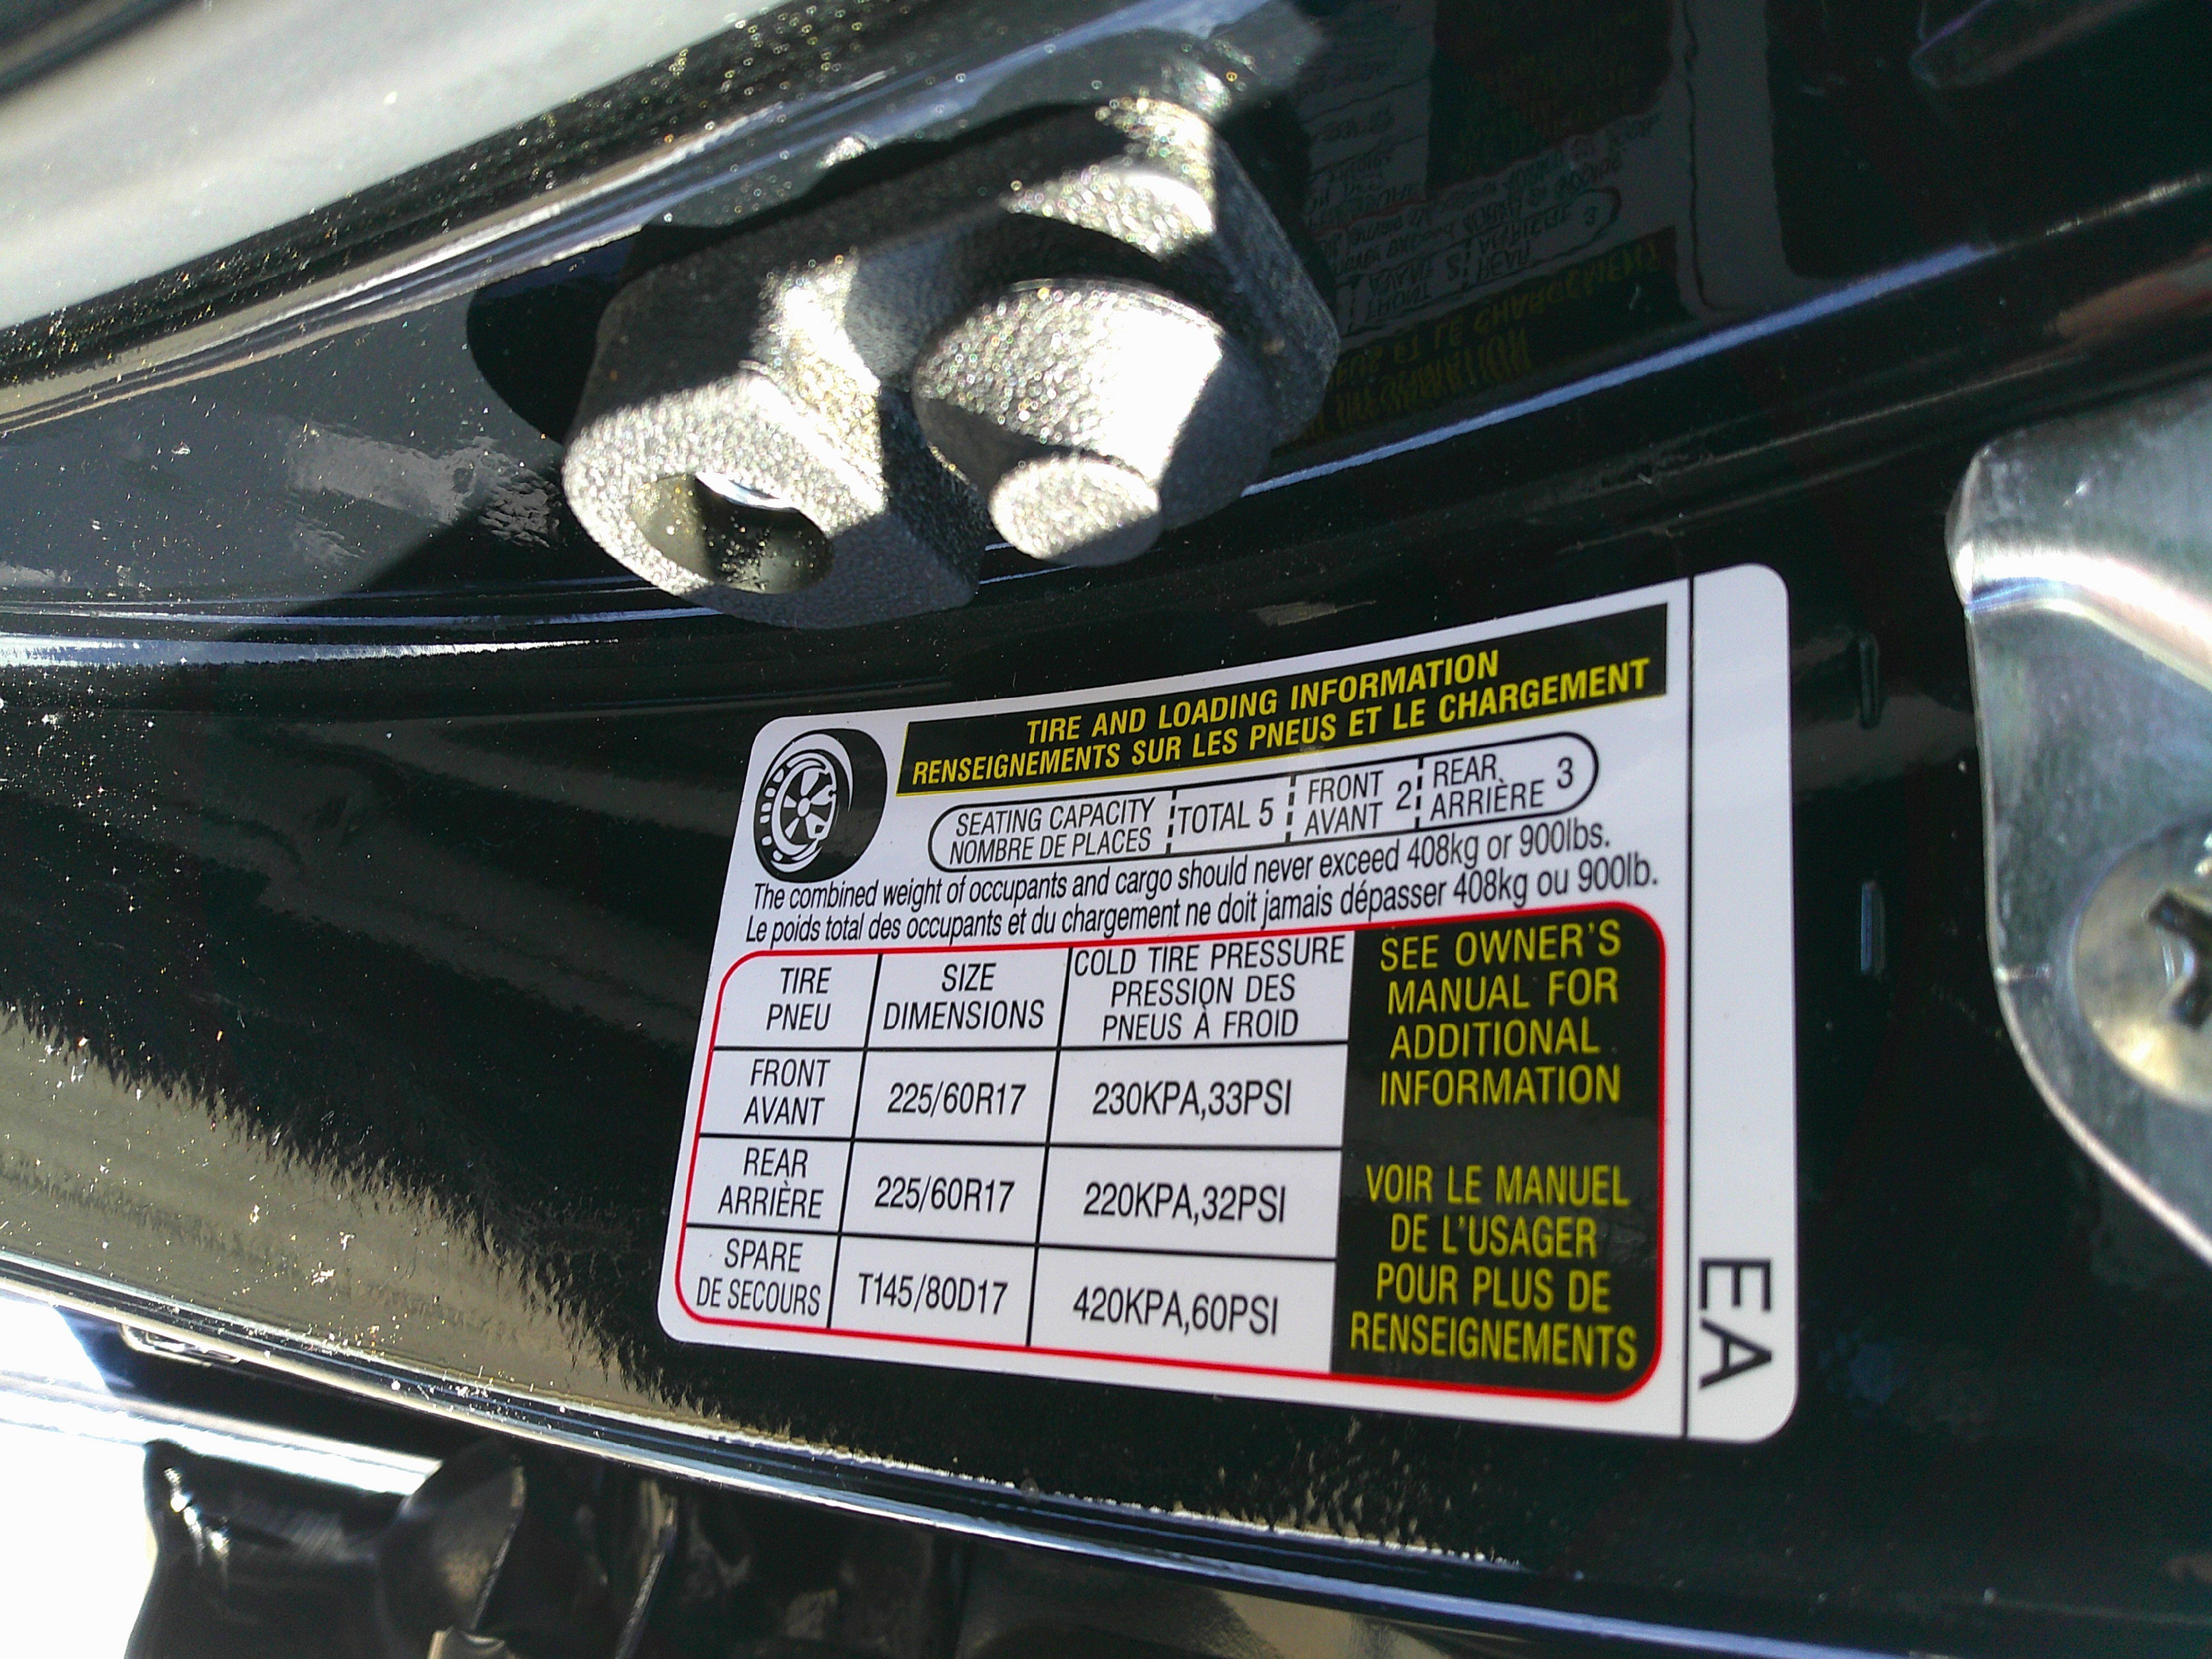 TIRE AND LOADING INFORMATION
RENSEIGNEMENTS SUR LES PNEUS ET LE CHARGEMENT
SEATING CAPACITY
NOMBRE DE PLACES
TOTAL 5
FRONT
AVANT 2
REAR
ARRIÈRE 3
The combined weight of occupants and cargo should never exceed 408kg or 900lbs.
Le poids total des occupants et du chargement ne doit jamais dépasser 408kg ou 900lb.
TIRE
PNEU
SIZE
DIMENSIONS
COLD TIRE PRESSURE
PRESSION DES
PNEUS À FROID
FRONT
AVANT
225/60R17
230KPA,33PSI
REAR
ARRIÈRE
225/60R17
220KPA,32PSI
SPARE
DE SECOURS
T145/80D17
420KPA,60PSI
SEE OWNER'S
MANUAL FOR
ADDITIONAL
INFORMATION
VOIR LE MANUEL
DE L'USAGER
POUR PLUS DE
RENSEIGNEMENTS
EA